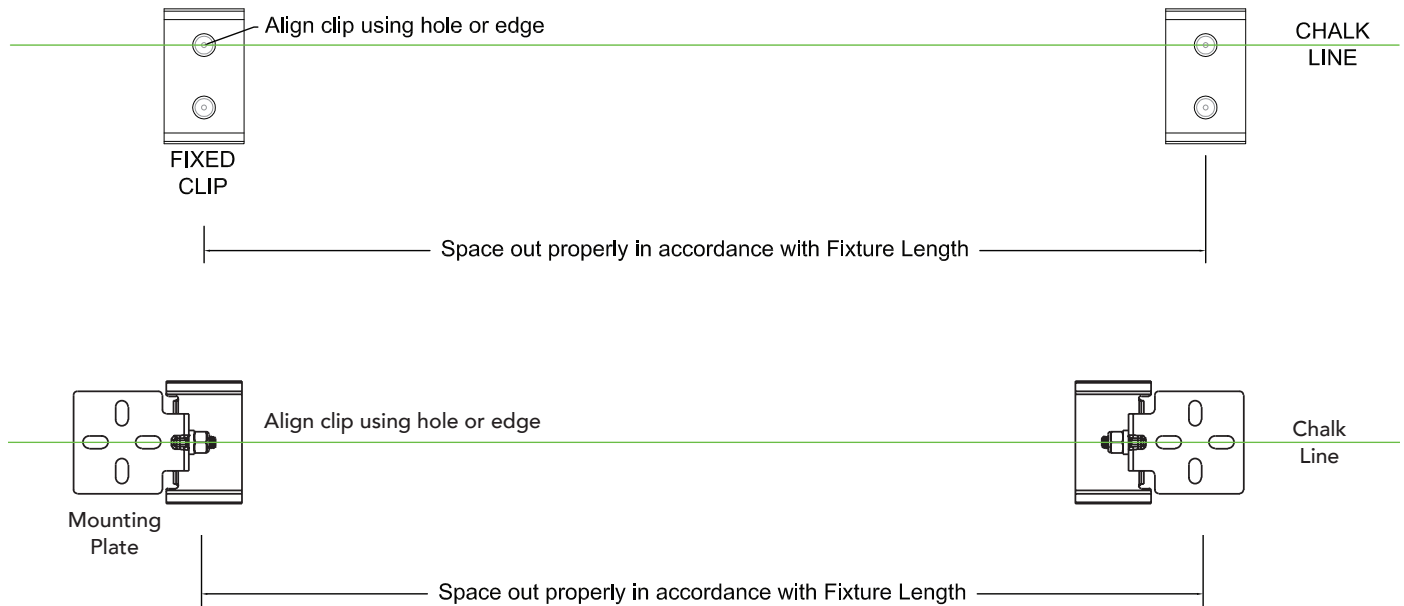 Align clip using hole or edge
CHALK
LINE
FIXED
CLIP
Space out properly in accordance with Fixture Length
Align clip using hole or edge
Chalk
Line
Mounting
Plate
Space out properly in accordance with Fixture Length